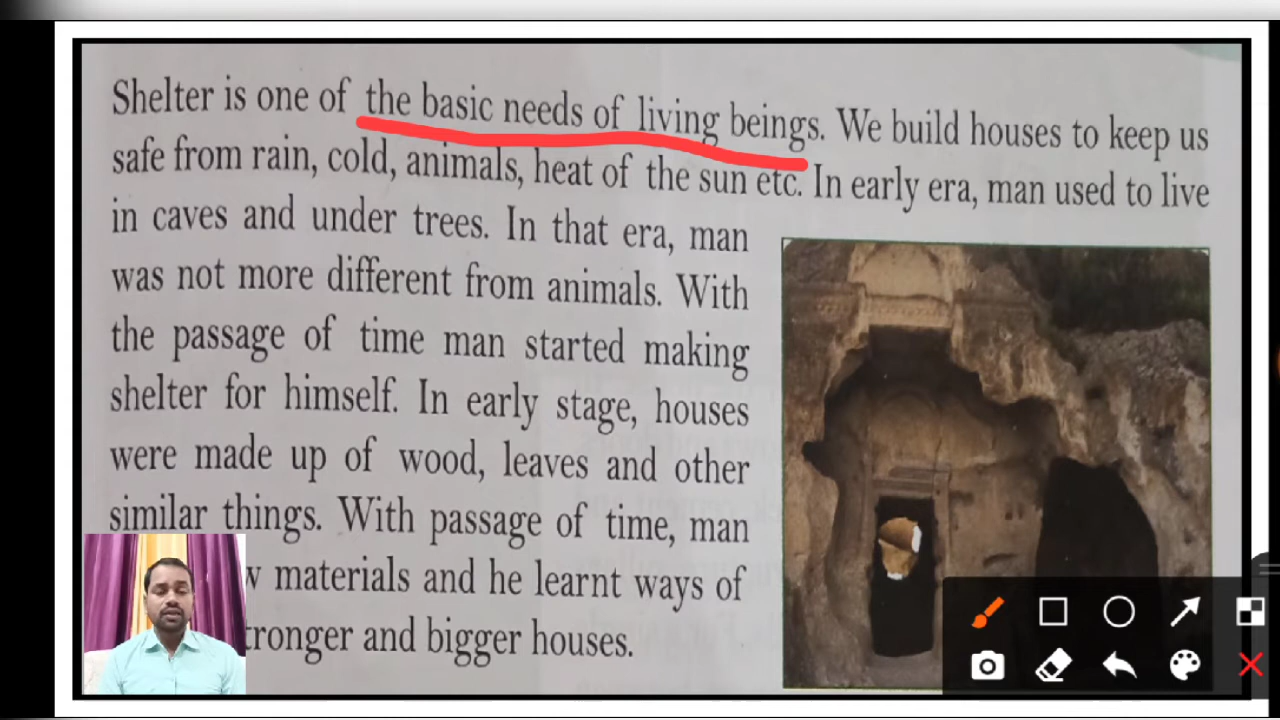 Shelter is one of the basic needs of living beings. We build houses to keep us
safe from rain, cold, animals, heat of the sun etc. In early era, man used to live
in caves and under trees. In that era, man
was not more different from animals. With
the passage of time man started making
shelter for himself. In early stage, houses
were made up of wood, leaves and other
similar things. With passage of time, man
materials and he learnt ways of
and bigger houses.